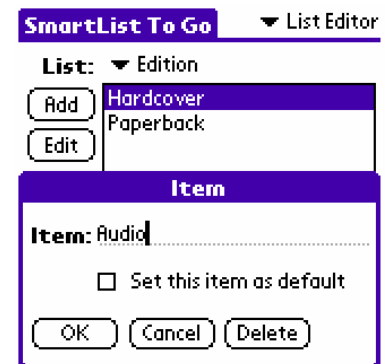 SmartList To Go ▼ List Editor
List: ▼ Edition
Add
Hardcover
Paperback
Edit
Item
Item: Audio
Set this item as default
OK Cancel Delete